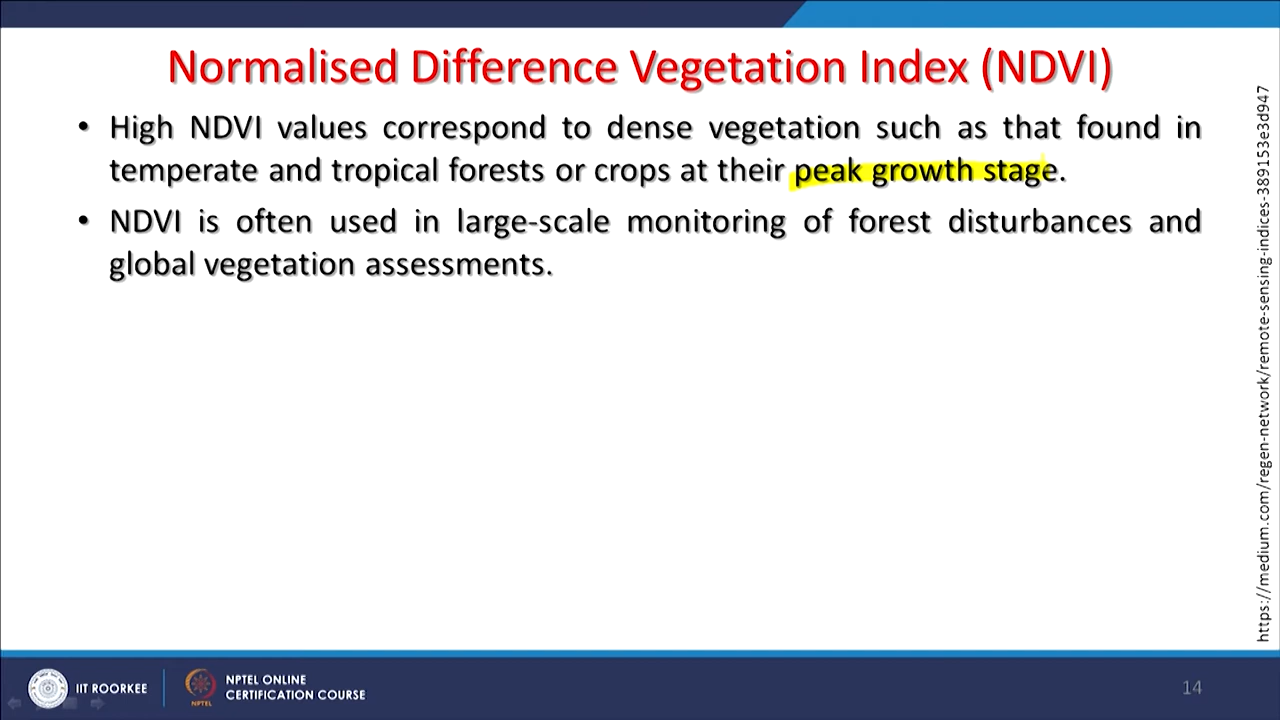 Normalised Difference Vegetation Index (NDVI)
• High NDVI values correspond to dense vegetation such as that found in
temperate and tropical forests or crops at their peak growth stage.
• NDVI is often used in large-scale monitoring of forest disturbances and
global vegetation assessments.
https://medium.com/regen-network/remote-sensing-indices-389153e3d947
IIT ROORKEE
NPTEL
NPTEL ONLINE
CERTIFICATION COURSE
14